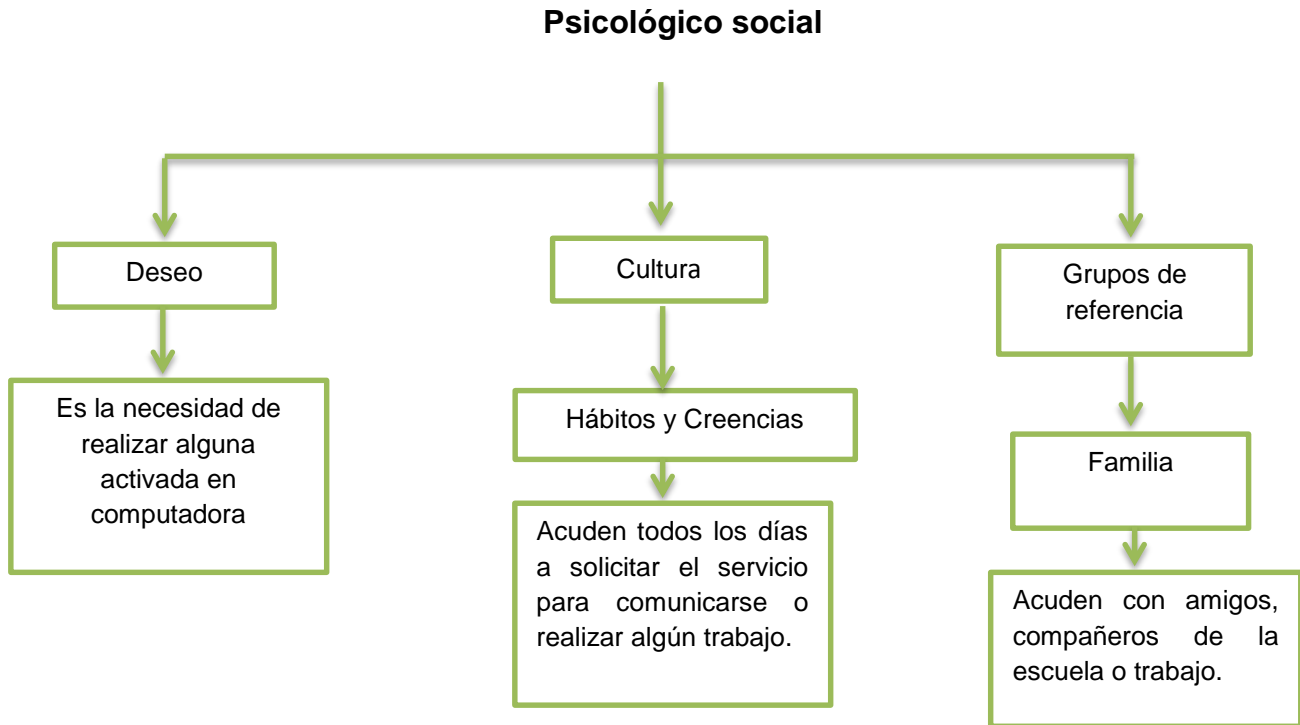 Psicológico social
Deseo
Es la necesidad de
realizar alguna
activada en
computadora
Cultura
Hábitos y Creencias
Acuden todos los días
a solicitar el servicio
para comunicarse o
realizar algún trabajo.
Grupos de
referencia
Familia
Acuden con amigos,
compañeros de la
escuela o trabajo.